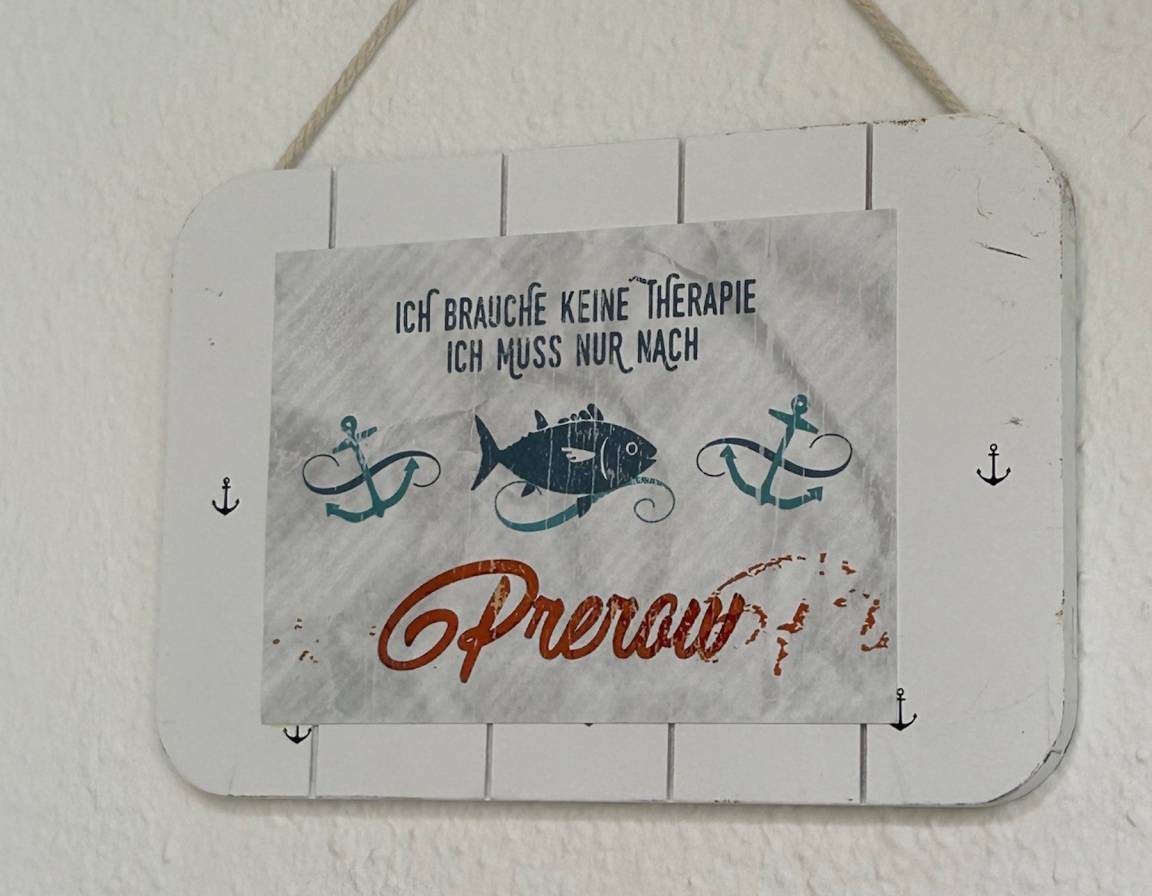 ICH BRAUCHE KEINE THERAPIE
ICH MUSS NUR NACH
Prerow